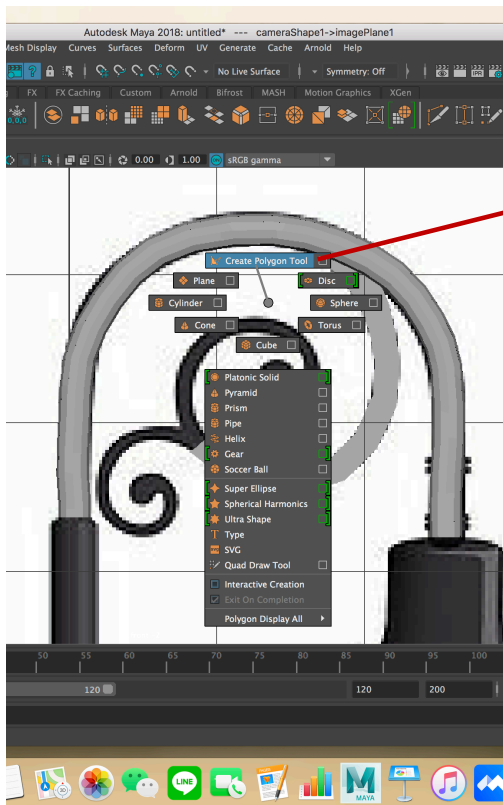 Autodesk Maya 2018: untitled* --- cameraShape1->imagePlane1
Mesh Display Curves Surfaces Deform UV Generate Cache Arnold Help
No Live Surface Symmetry: Off
FX FX Caching Custom Arnold Bifrost MASH Motion Graphics XGen
0,0,0
0.00 1.00 sRGB gamma
Create Polygon Tool
Plane Disc
Cylinder Sphere
Cone Torus
Cube
Platonic Solid
Pyramid
Prism
Pipe
Helix
Gear
Soccer Ball
Super Ellipse
Spherical Harmonics
Ultra Shape
Type
SVG
Quad Draw Tool
Interactive Creation
Exit On Completion
Polygon Display All
50 55 60 65 70 75 80 85 90 95 100
120 120 200
LINE
MAYA